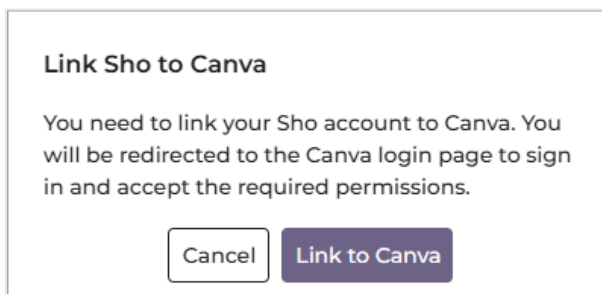 Link Sho to Canva
You need to link your Sho account to Canva. You
will be redirected to the Canva login page to sign
in and accept the required permissions.
Cancel
Link to Canva